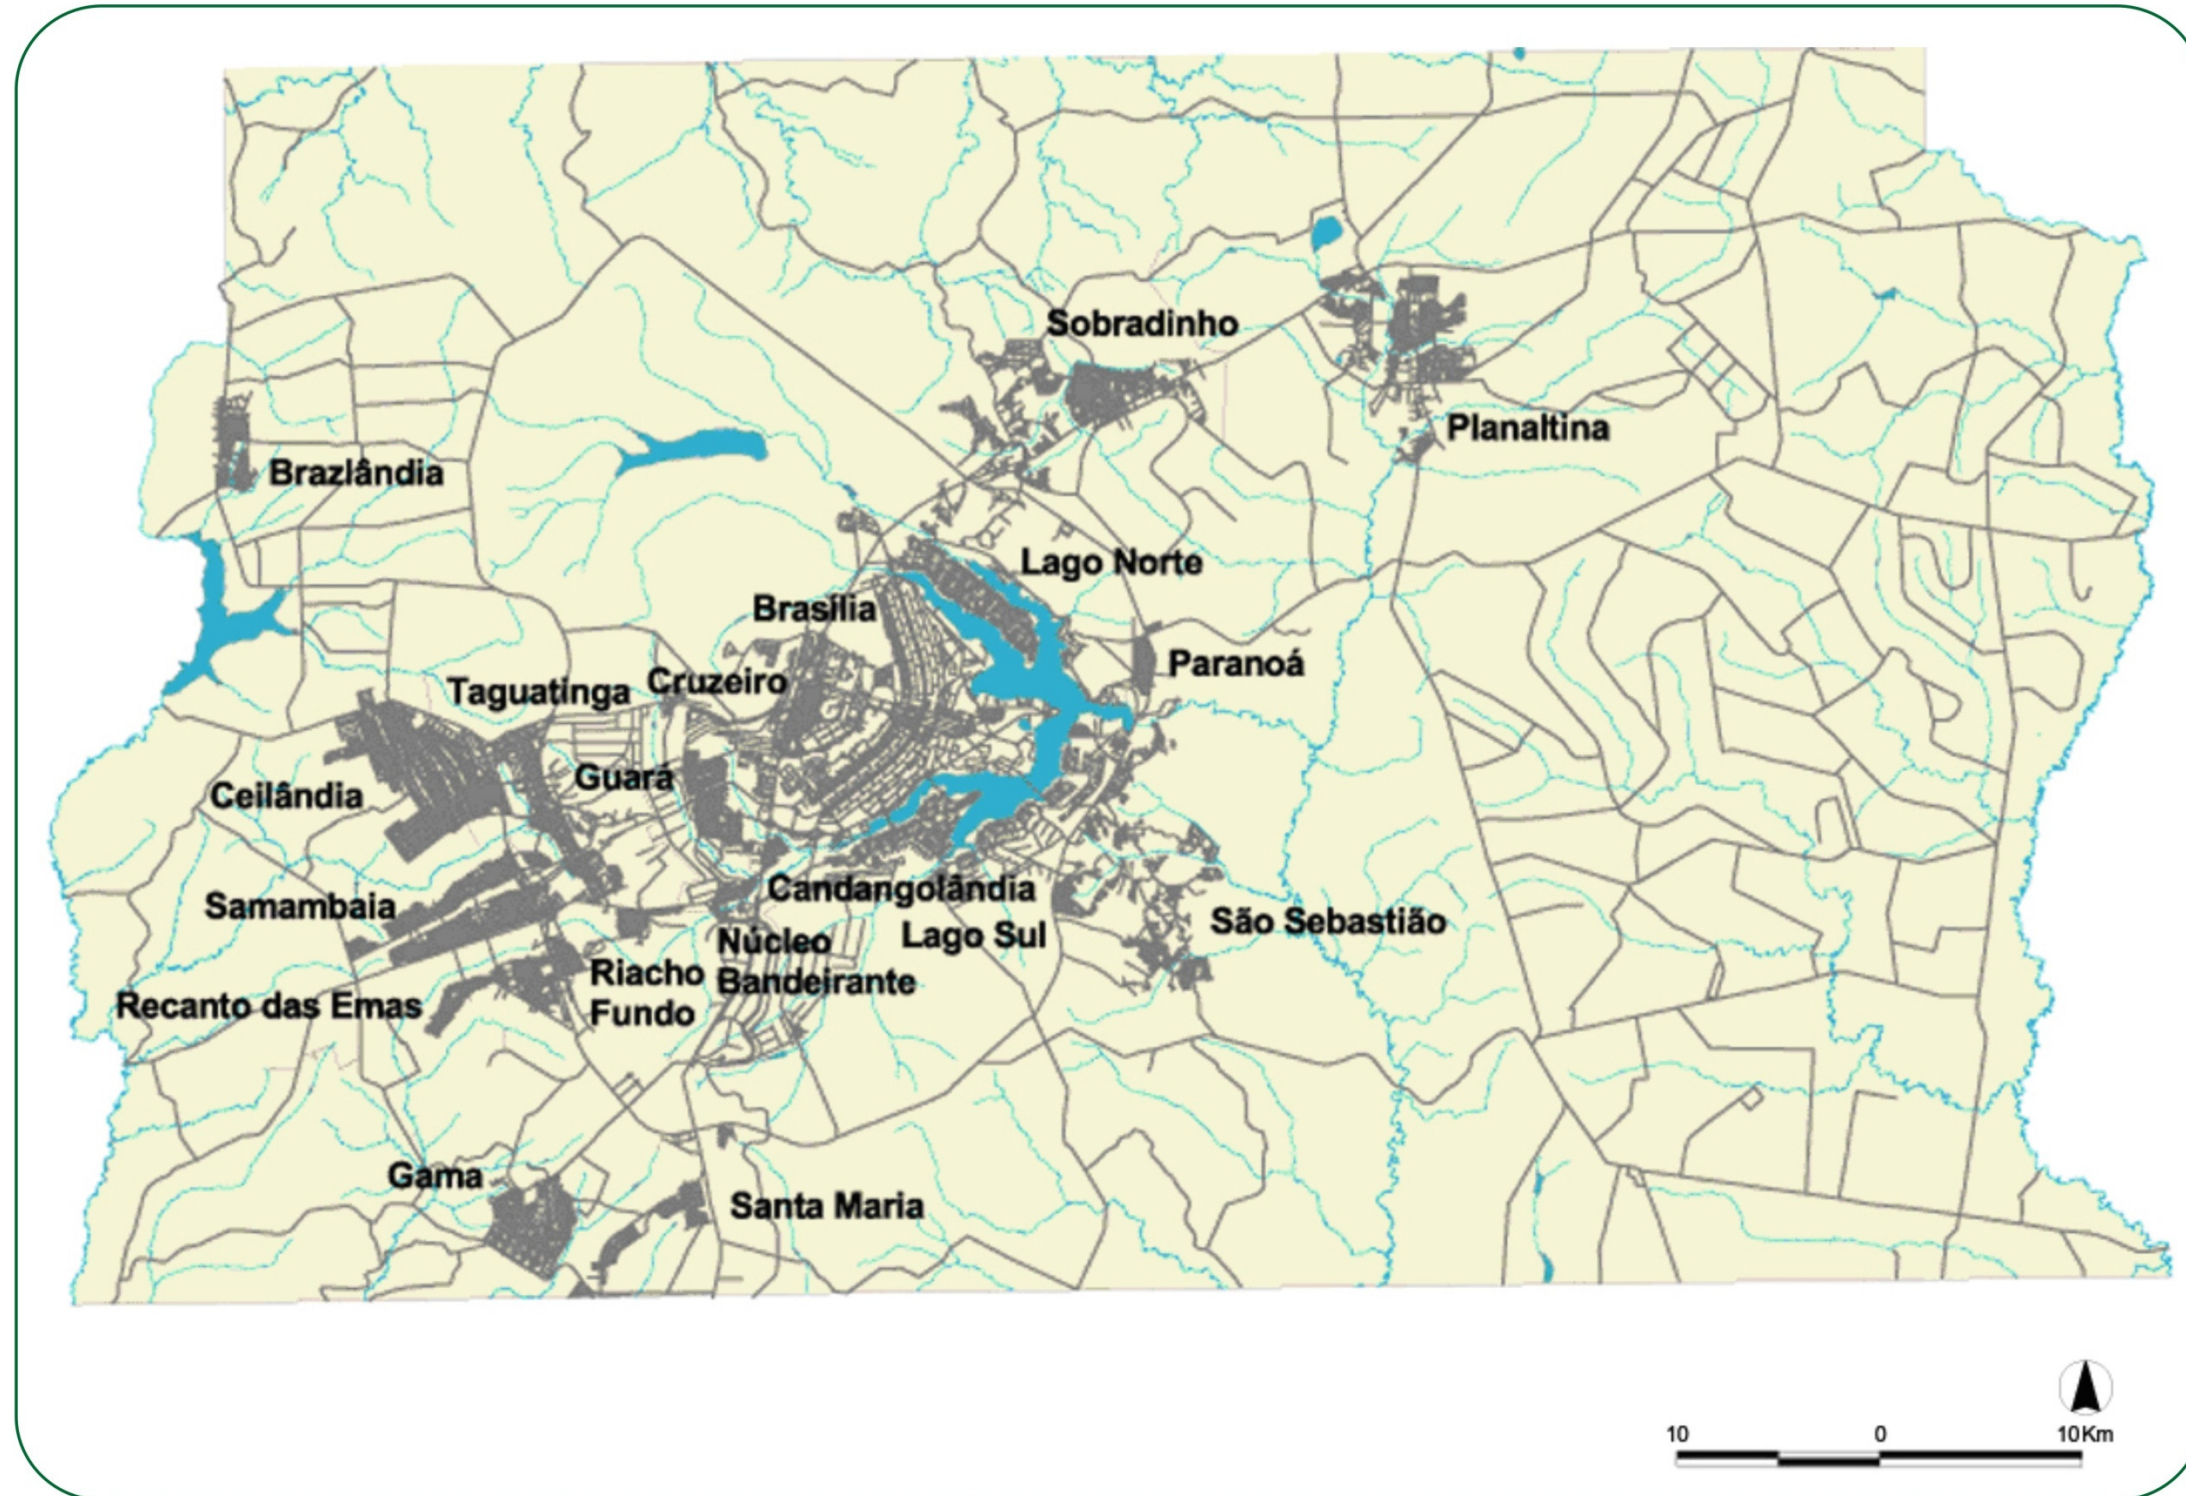 Sobradinho
Planaltina
Brazlândia
Lago Norte
Brasília
Paranoá
Cruzeiro
Taguatinga
Guará
Ceilândia
Candangolândia
Samambaia
São Sebastião
Lago Sul
Núcleo
Bandeirante
Riacho
Fundo
Recanto das Emas
Gama
Santa Maria
10 0 10Km